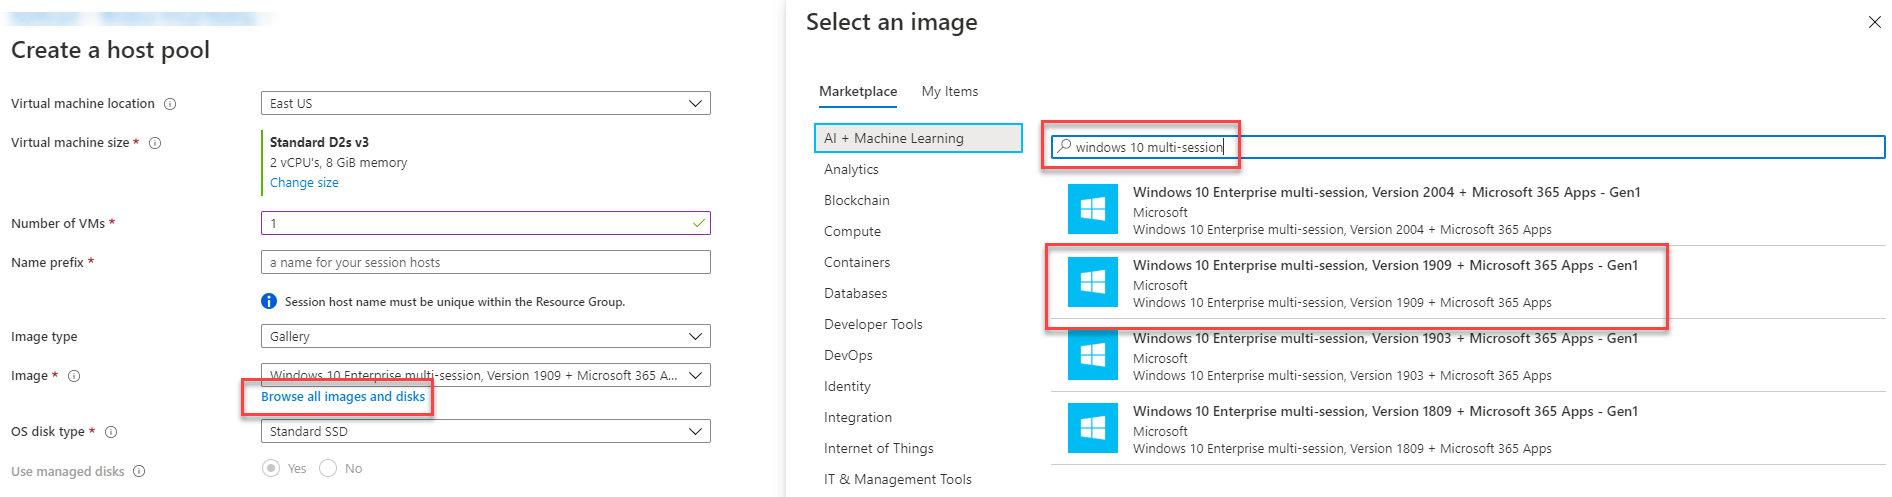 Create a host pool
Virtual machine location
East US
Virtual machine size *
Standard D2s v3
2 vCPU's, 8 GiB memory
Change size
Number of VMs *
1
Name prefix *
a name for your session hosts
Session host name must be unique within the Resource Group.
Image type
Gallery
Image *
Windows 10 Enterprise multi-session, Version 1909 + Microsoft 365 A...
Browse all images and disks
OS disk type *
Standard SSD
Use managed disks
Yes
No
Select an image
Marketplace
My Items
AI + Machine Learning
Analytics
Blockchain
Compute
Containers
Databases
Developer Tools
DevOps
Identity
Integration
Internet of Things
IT & Management Tools
windows 10 multi-session
Windows 10 Enterprise multi-session, Version 2004 + Microsoft 365 Apps - Gen1
Microsoft
Windows 10 Enterprise multi-session, Version 2004 + Microsoft 365 Apps
Windows 10 Enterprise multi-session, Version 1909 + Microsoft 365 Apps - Gen1
Microsoft
Windows 10 Enterprise multi-session, Version 1909 + Microsoft 365 Apps
Windows 10 Enterprise multi-session, Version 1903 + Microsoft 365 Apps - Gen1
Microsoft
Windows 10 Enterprise multi-session, Version 1903 + Microsoft 365 Apps
Windows 10 Enterprise multi-session, Version 1809 + Microsoft 365 Apps - Gen1
Microsoft
Windows 10 Enterprise multi-session, Version 1809 + Microsoft 365 Apps